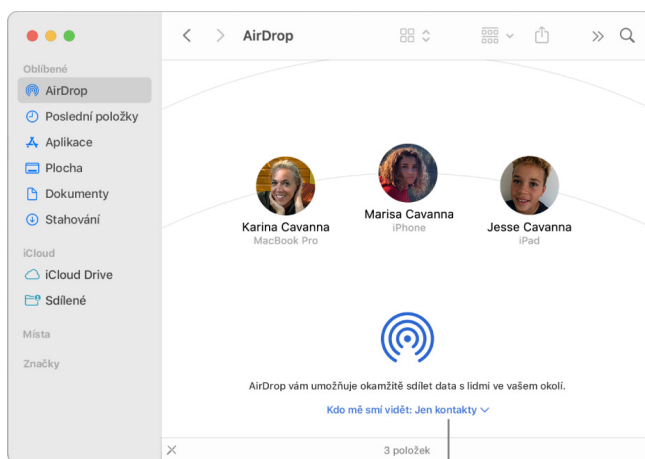 AirDrop
Oblíbené
AirDrop
Poslední položky
Aplikace
Plocha
Dokumenty
Stahování
iCloud
iCloud Drive
Sdílené
Místa
Značky
Karina Cavanna
MacBook Pro
Marisa Cavanna
iPhone
Jesse Cavanna
iPad
AirDrop vám umožňuje okamžitě sdílet data s lidmi ve vašem okolí.
Kdo mě smí vidět: Jen kontakty
3 položek